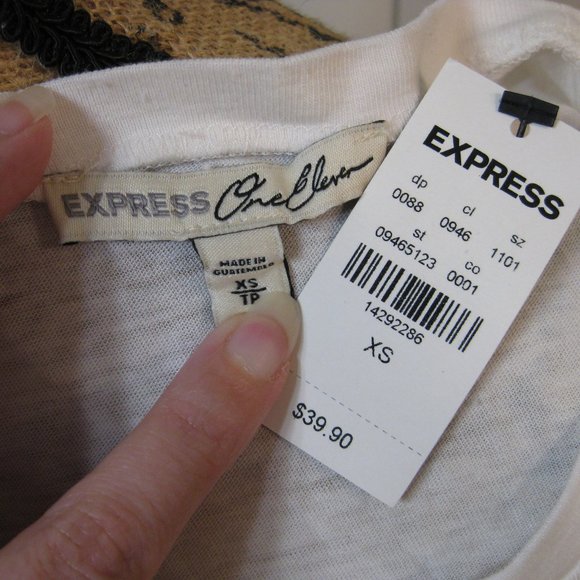 EXPRESS One Eleven
MADE IN
GUATEMALA
XS
TP
EXPRESS
dp cl sz
0088 0946 1101
st co
09465123 0001
14292286
XS
$39.90